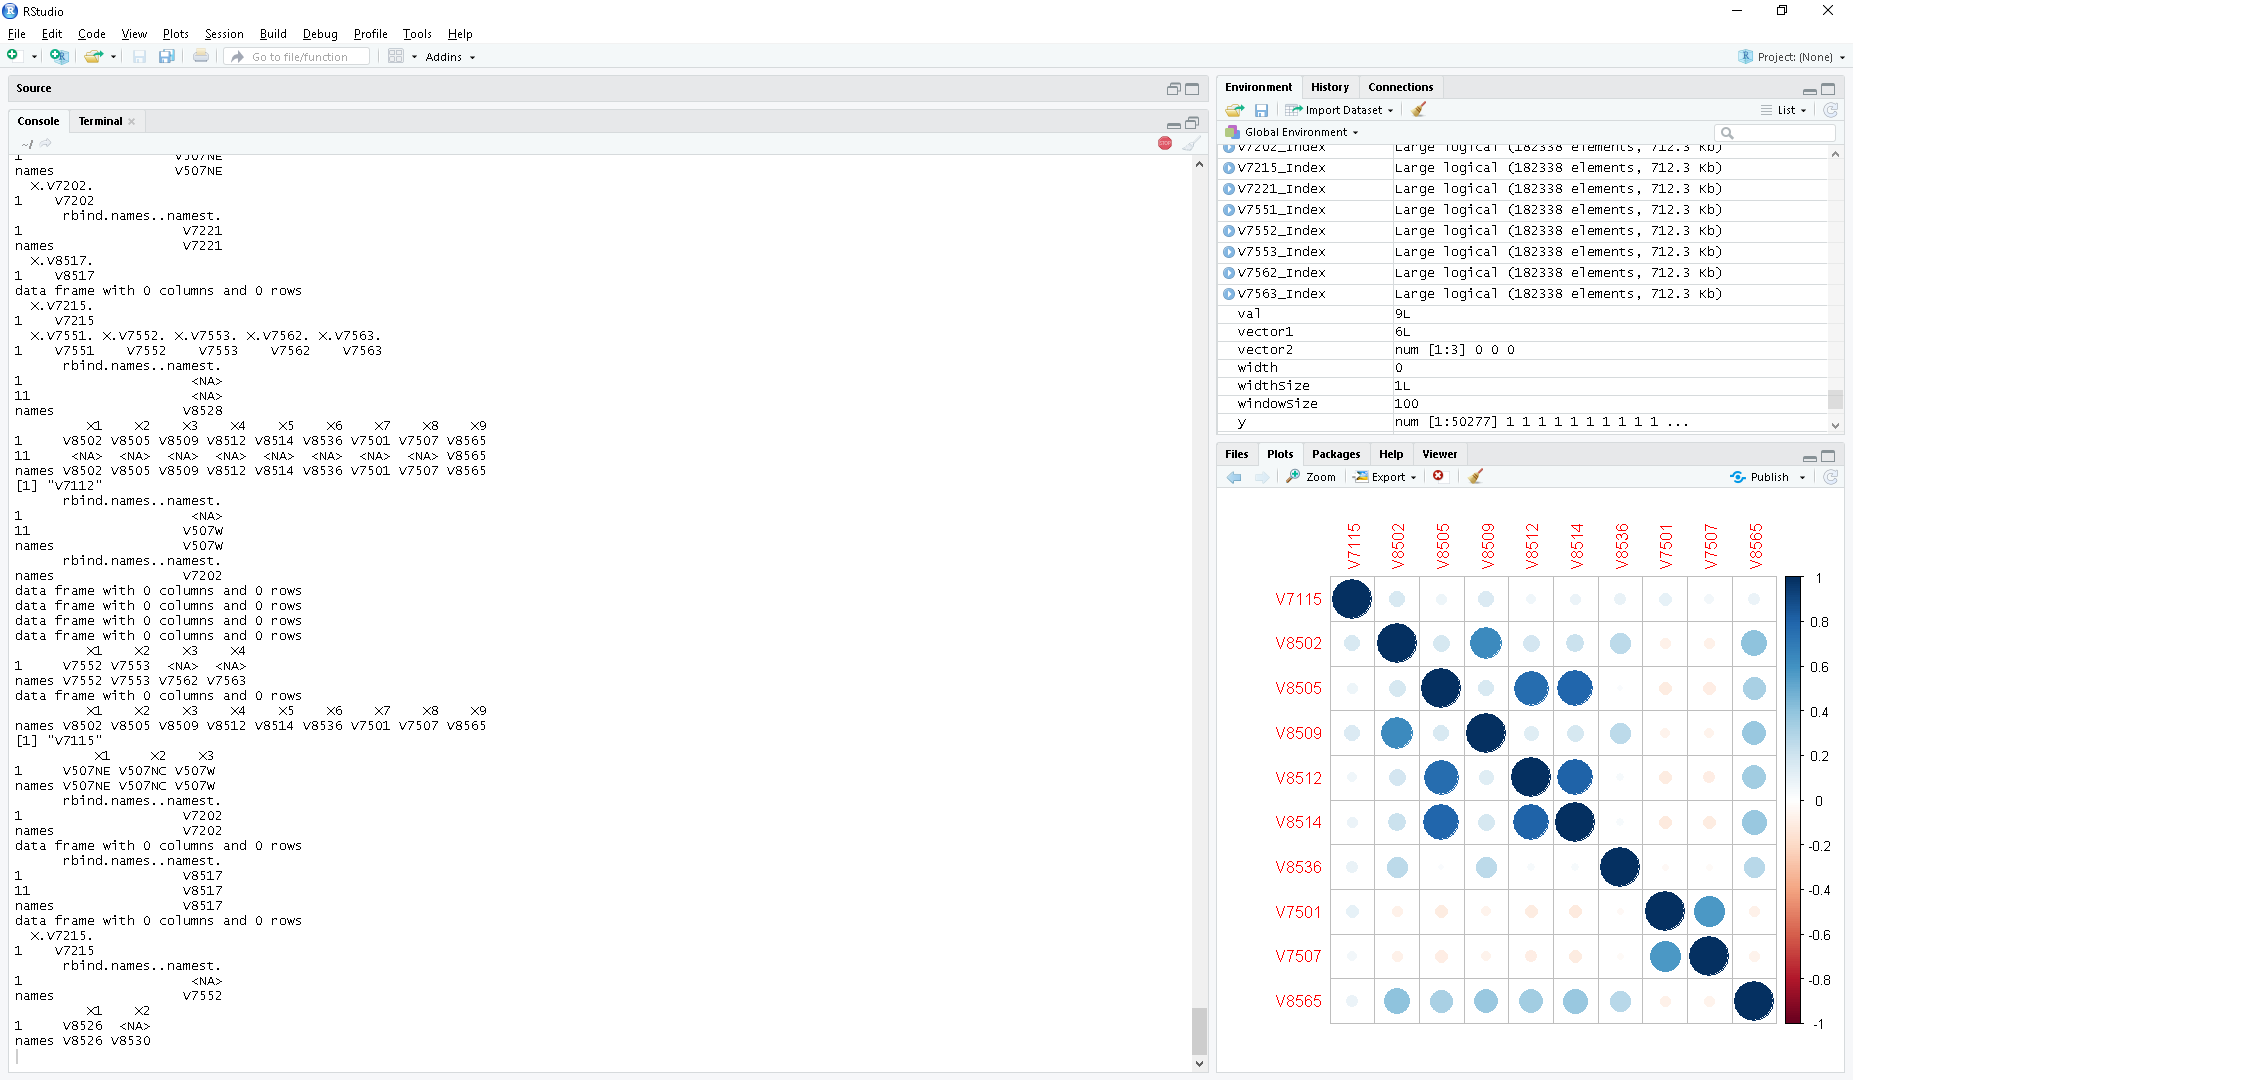 RStudio
File Edit Code View Plots Session Build Debug Profile Tools Help
Go to file/function Addins Project: (None)
Source
Console Terminal
~/
1 V507NE
names V507NE
X.V7202.
1 V7202
rbind.names..namest.
1 V7221
names V7221
X.V8517.
1 V8517
data frame with 0 columns and 0 rows
X.V7215.
1 V7215
X.V7551. X.V7552. X.V7553. X.V7562. X.V7563.
1 V7551 V7552 V7553 V7562 V7563
rbind.names..namest.
1 <NA>
11 <NA>
names V8528
X1 X2 X3 X4 X5 X6 X7 X8 X9
1 V8502 V8505 V8509 V8512 V8514 V8536 V7501 V7507 V8565
11 <NA> <NA> <NA> <NA> <NA> <NA> <NA> <NA> V8565
names V8502 V8505 V8509 V8512 V8514 V8536 V7501 V7507 V8565
[1] "V7112"
rbind.names..namest.
1 <NA>
11 V507W
names V507W
rbind.names..namest.
names V7202
data frame with 0 columns and 0 rows
data frame with 0 columns and 0 rows
data frame with 0 columns and 0 rows
data frame with 0 columns and 0 rows
X1 X2 X3 X4
1 V7552 V7553 <NA> <NA>
names V7552 V7553 V7562 V7563
data frame with 0 columns and 0 rows
X1 X2 X3 X4 X5 X6 X7 X8 X9
names V8502 V8505 V8509 V8512 V8514 V8536 V7501 V7507 V8565
[1] "V7115"
X1 X2 X3
1 V507NE V507NC V507W
names V507NE V507NC V507W
rbind.names..namest.
1 V7202
names V7202
data frame with 0 columns and 0 rows
rbind.names..namest.
1 V8517
11 V8517
names V8517
data frame with 0 columns and 0 rows
X.V7215.
1 V7215
rbind.names..namest.
1 <NA>
names V7552
X1 X2
1 V8526 <NA>
names V8526 V8530
Environment History Connections
Import Dataset List
Global Environment
V7202_Index Large logical (182338 elements, 712.3 Kb)
V7215_Index Large logical (182338 elements, 712.3 Kb)
V7221_Index Large logical (182338 elements, 712.3 Kb)
V7551_Index Large logical (182338 elements, 712.3 Kb)
V7552_Index Large logical (182338 elements, 712.3 Kb)
V7553_Index Large logical (182338 elements, 712.3 Kb)
V7562_Index Large logical (182338 elements, 712.3 Kb)
V7563_Index Large logical (182338 elements, 712.3 Kb)
val 9L
vector1 6L
vector2 num [1:3] 0 0 0
width 0
widthSize 1L
windowSize 100
y num [1:50277] 1 1 1 1 1 1 1 1 1 1 ...
Files Plots Packages Help Viewer
Zoom Export Publish
V7115 V8502 V8505 V8509 V8512 V8514 V8536 V7501 V7507 V8565
V7115
V8502
V8505
V8509
V8512
V8514
V8536
V7501
V7507
V8565
1
0.8
0.6
0.4
0.2
0
-0.2
-0.4
-0.6
-0.8
-1